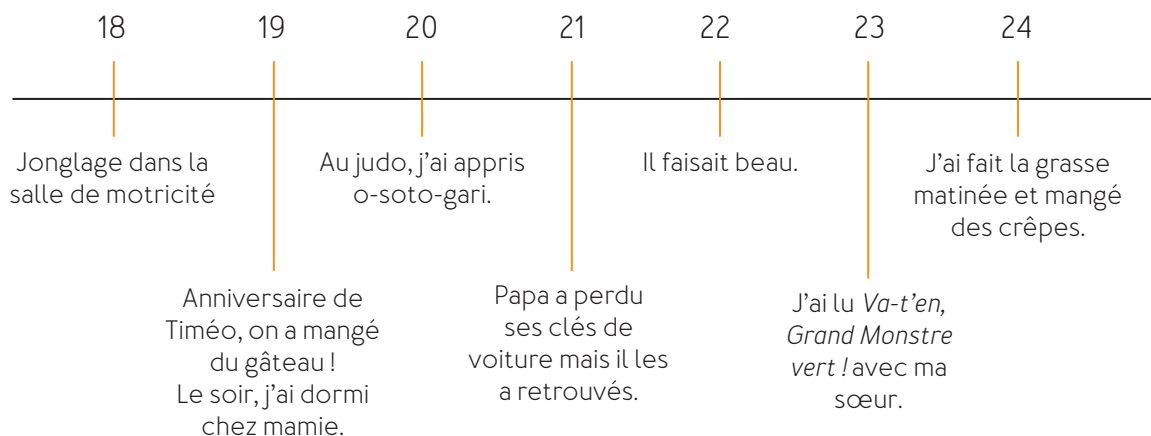 18 19 20 21 22 23 24
Jonglage dans la
salle de motricité
Anniversaire de
Timéo, on a mangé
du gâteau !
Le soir, j’ai dormi
chez mamie.
Au judo, j’ai appris
o-soto-gari.
Papa a perdu
ses clés de
voiture mais il les
a retrouvés.
Il faisait beau.
J’ai lu Va-t’en,
Grand Monstre
vert ! avec ma
sœur.
J’ai fait la grasse
matinée et mangé
des crêpes.